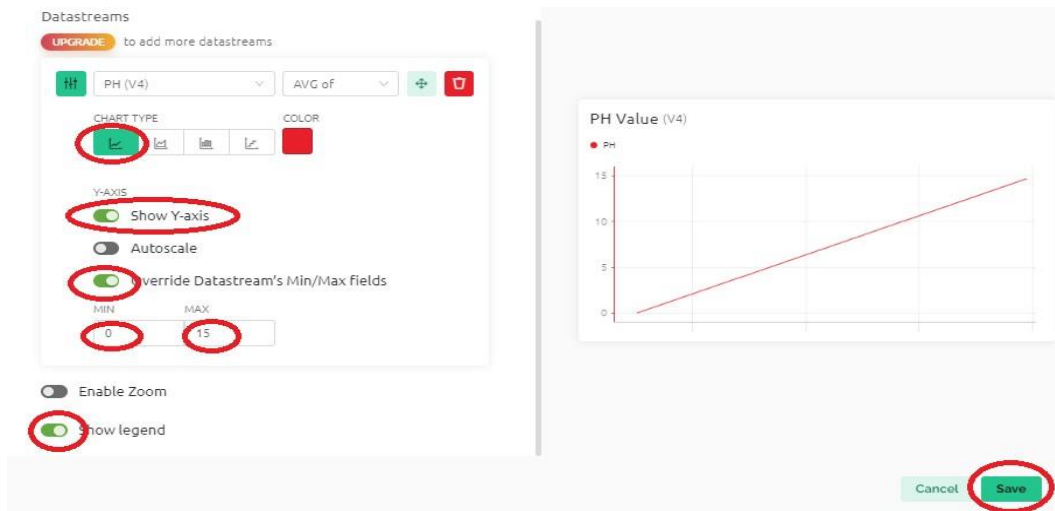 Datastreams
UPGRADE to add more datastreams
PH (V4) AVG of
CHART TYPE COLOR
Y-AXIS
Show Y-axis
Autoscale
Override Datastream's Min/Max fields
MIN MAX
0 15
Enable Zoom
Show legend
PH Value (V4)
PH
15
10
5
0
Cancel Save